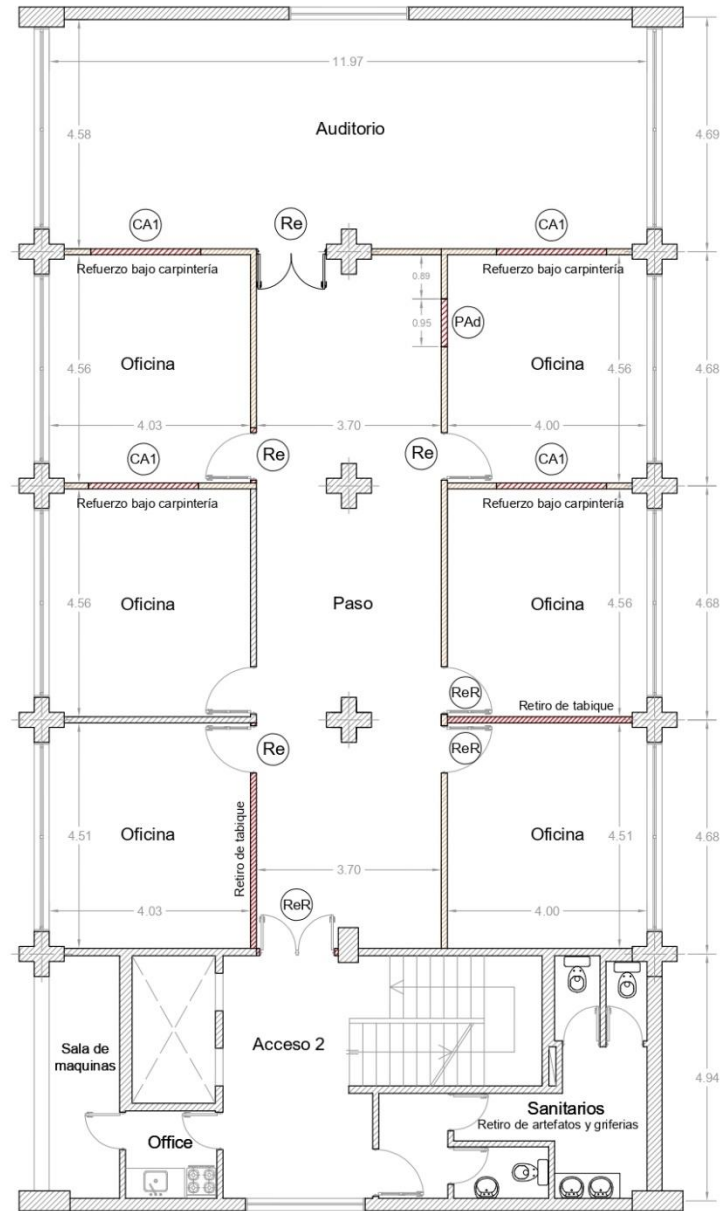 11.97
4.58
Auditorio
4.69
CA1
Re
CA1
Refuerzo bajo carpintería
Refuerzo bajo carpintería
0.89
0.95
PAd
4.56
Oficina
Oficina
4.56
4.68
4.03
3.70
4.00
CA1
Re
Re
CA1
Refuerzo bajo carpintería
Refuerzo bajo carpintería
4.56
Oficina
Paso
Oficina
4.56
4.68
ReR
Retiro de tabique
Re
ReR
4.51
Oficina
Retiro de tabique
Oficina
4.51
4.68
3.70
4.03
ReR
4.00
Sala de
maquinas
Acceso 2
4.94
Office
Sanitarios
Retiro de artefatos y griferias